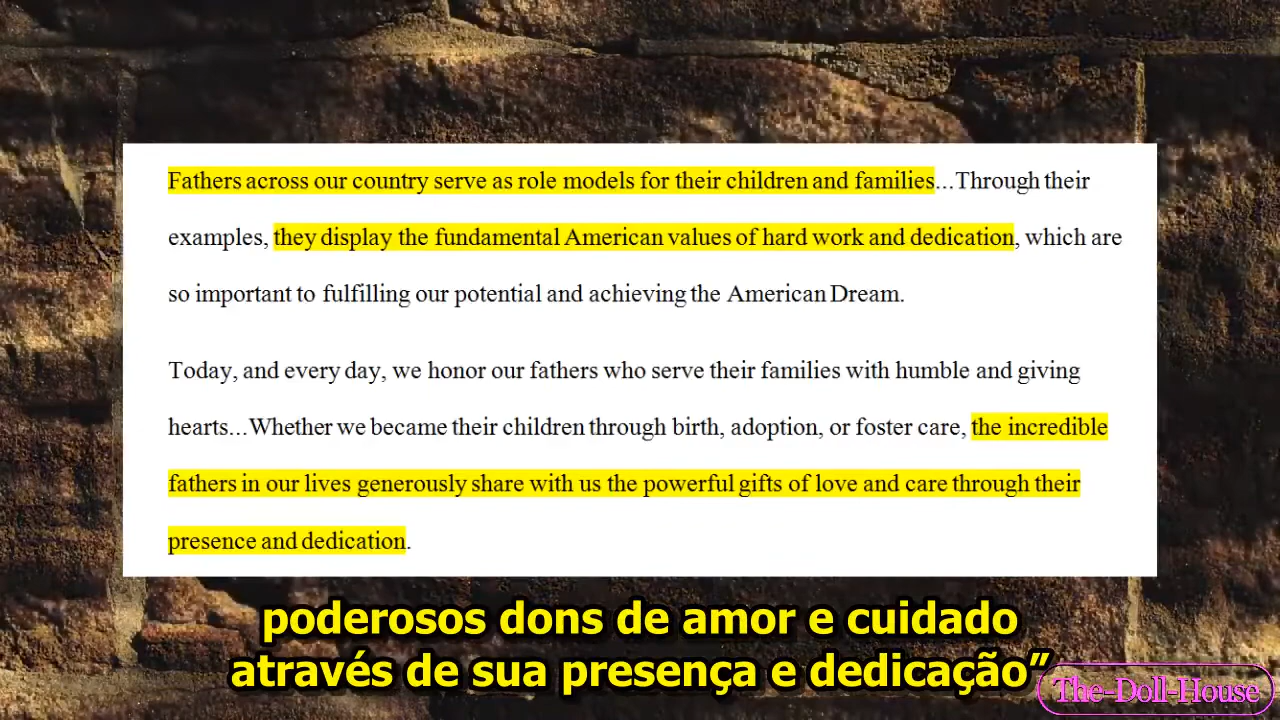 Fathers across our country serve as role models for their children and families...Through their
examples, they display the fundamental American values of hard work and dedication, which are
so important to fulfilling our potential and achieving the American Dream.
Today, and every day, we honor our fathers who serve their families with humble and giving
hearts...Whether we became their children through birth, adoption, or foster care, the incredible
fathers in our lives generously share with us the powerful gifts of love and care through their
presence and dedication.
poderosos dons de amor e cuidado
através de sua presença e dedicação”
The-Doll-House